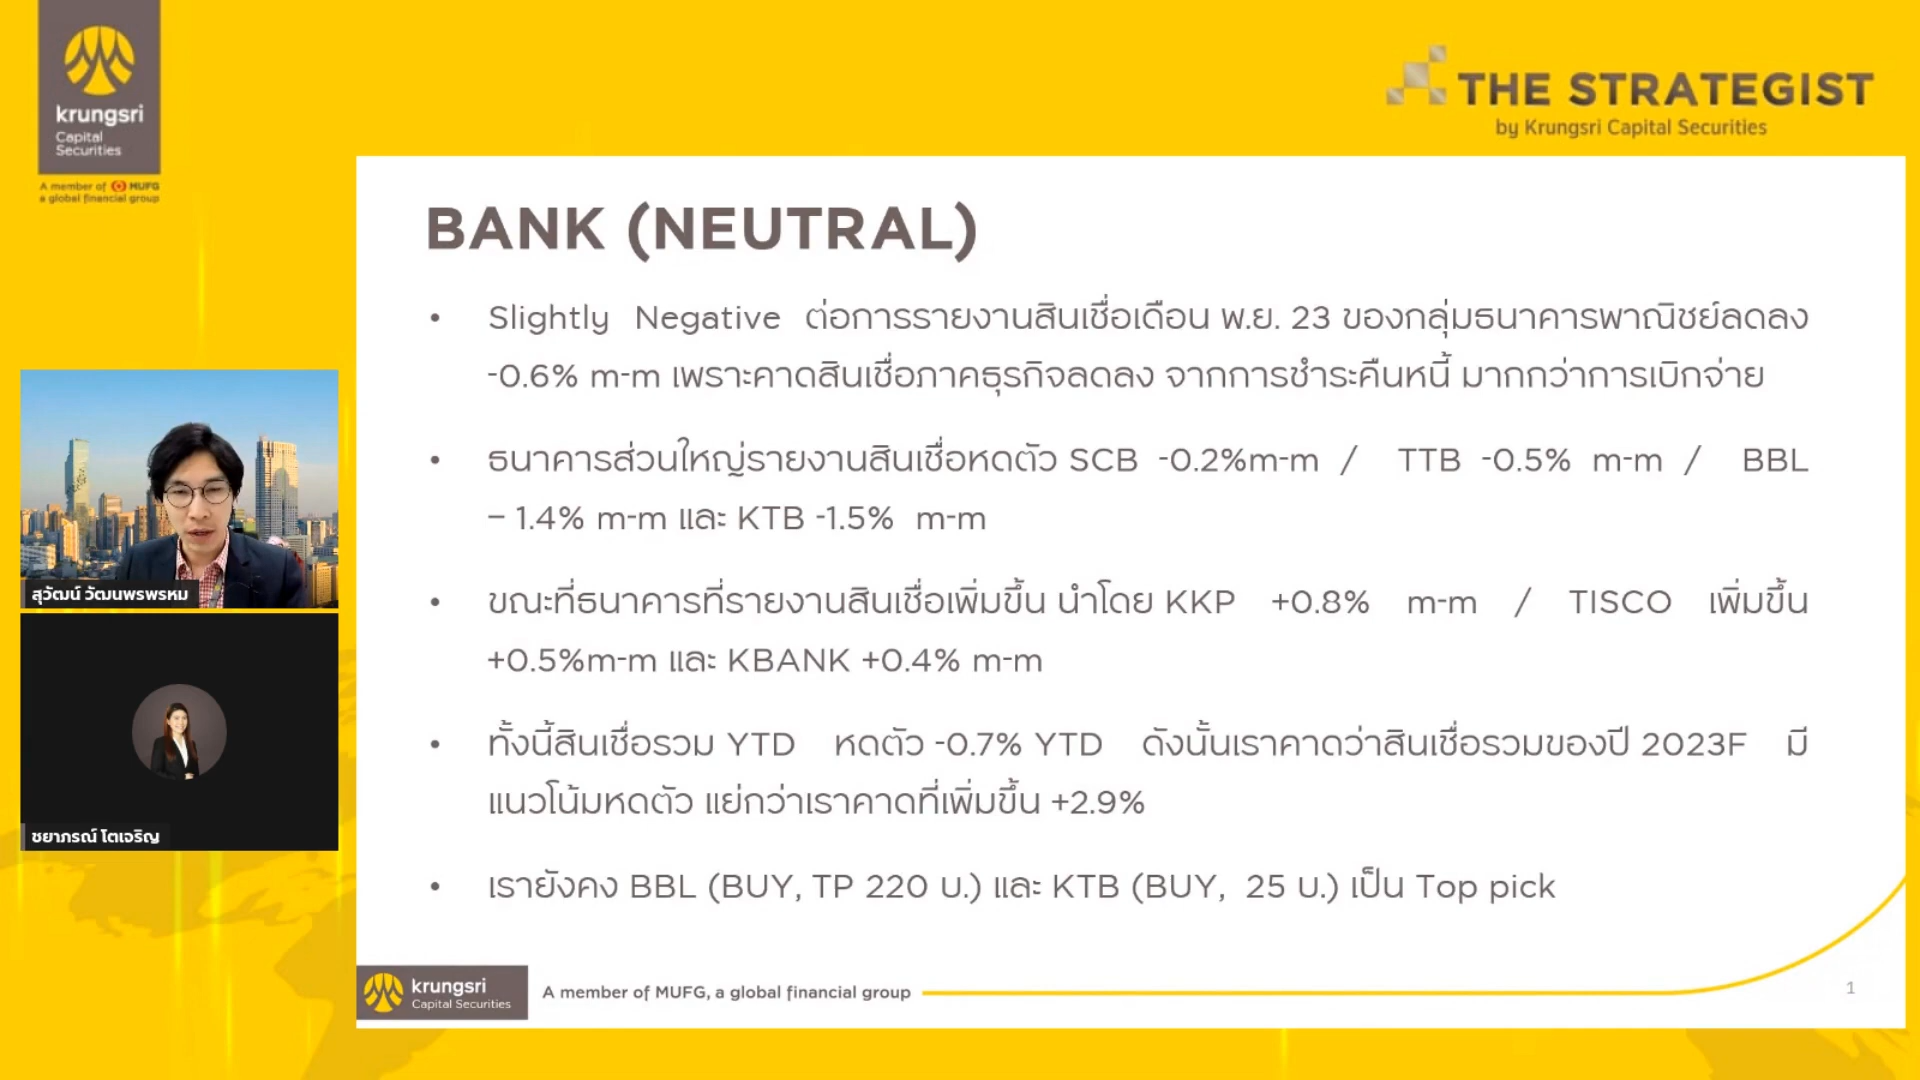 krungsri
Capital
Securities
A member of MUFG
a global financial group
THE STRATEGIST
by Krungsri Capital Securities
BANK (NEUTRAL)
• Slightly Negative ต่อการรายงานสินเชื่อเดือน พ.ย. 23 ของกลุ่มธนาคารพาณิชย์ลดลง
-0.6% m-m เพราะคาดสินเชื่อภาคธุรกิจลดลง จากการชำระคืนหนี้ มากกว่าการเบิกจ่าย
• ธนาคารส่วนใหญ่รายงานสินเชื่อหดตัว SCB -0.2%m-m / TTB -0.5% m-m / BBL
– 1.4% m-m และ KTB -1.5% m-m
• ขณะที่ธนาคารที่รายงานสินเชื่อเพิ่มขึ้น นำโดย KKP +0.8% m-m / TISCO เพิ่มขึ้น
+0.5%m-m และ KBANK +0.4% m-m
• ทั้งนี้สินเชื่อรวม YTD หดตัว -0.7% YTD ดังนั้นเราคาดว่าสินเชื่อรวมของปี 2023F มี
แนวโน้มหดตัว แย่กว่าเราคาดที่เพิ่มขึ้น +2.9%
• เรายังคง BBL (BUY, TP 220 บ.) และ KTB (BUY, 25 บ.) เป็น Top pick
สุวัฒน์ วัฒนพรพรหม
ชยาภรณ์ โตเจริญ
krungsri
Capital Securities
A member of MUFG, a global financial group
1